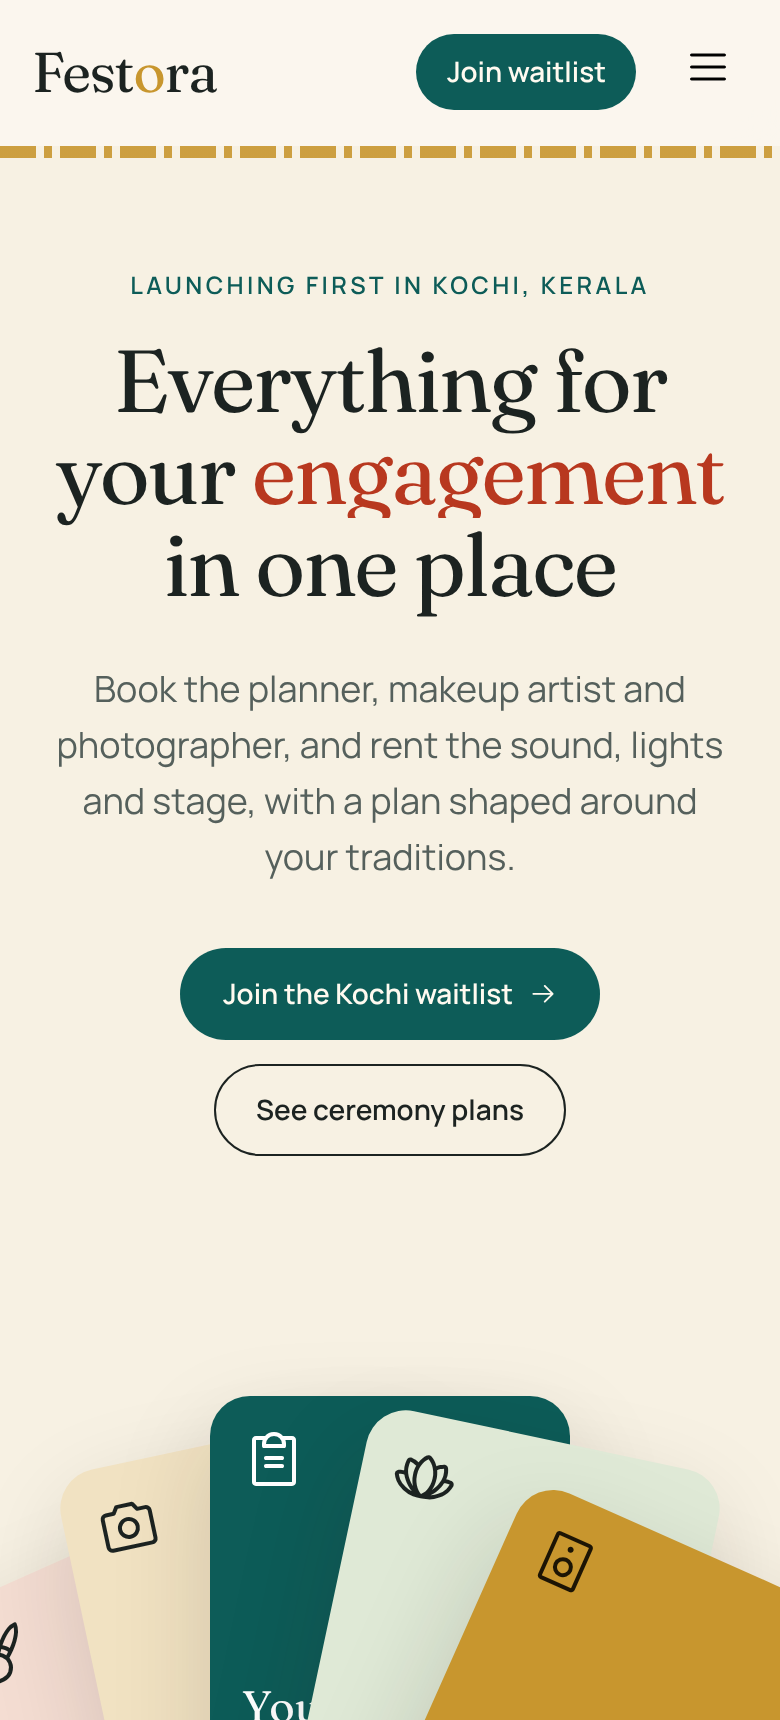 Festora
Join waitlist
LAUNCHING FIRST IN KOCHI, KERALA
Everything for
your engagement
in one place
Book the planner, makeup artist and
photographer, and rent the sound, lights
and stage, with a plan shaped around
your traditions.
Join the Kochi waitlist →
See ceremony plans